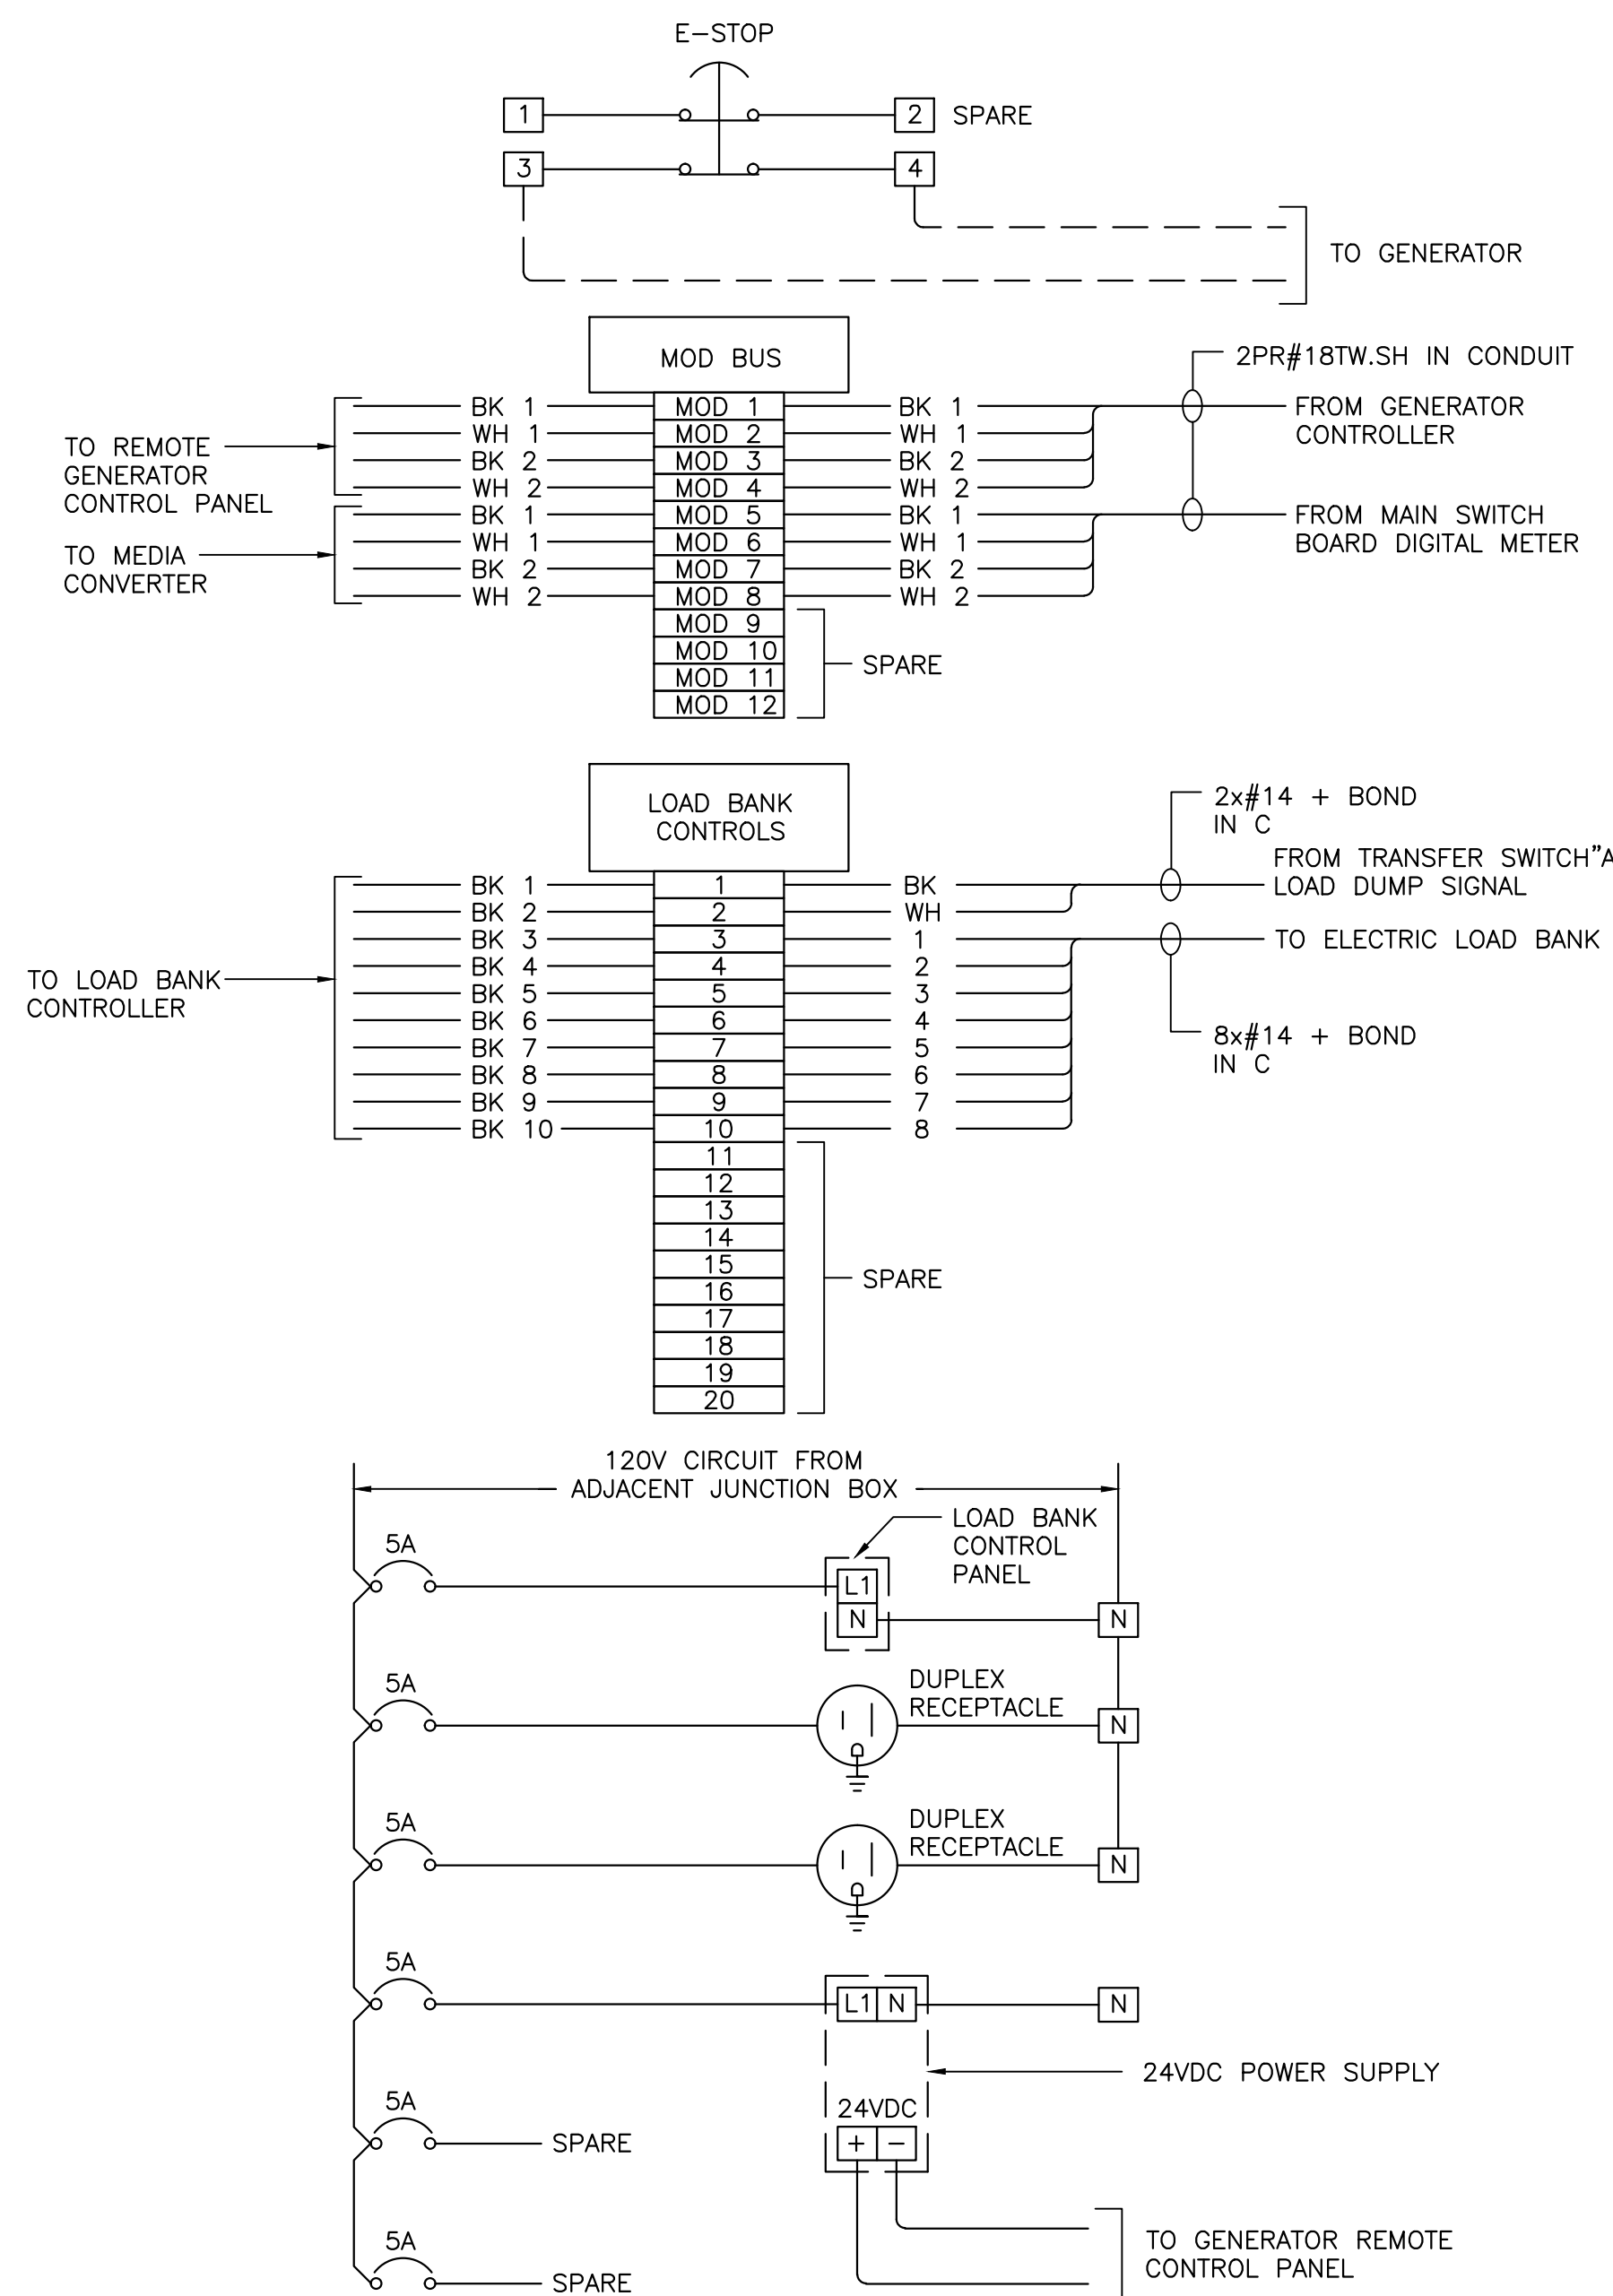 E-STOP
1 2 SPARE
3 4
TO GENERATOR
MOD BUS
2PR#18TW.SH IN CONDUIT
BK 1 MOD 1 BK 1 FROM GENERATOR
CONTROLLER
WH 1 MOD 2 WH 1
TO REMOTE
GENERATOR
CONTROL PANEL
BK 2 MOD 3 BK 2
WH 2 MOD 4 WH 2
BK 1 MOD 5 BK 1 FROM MAIN SWITCH
BOARD DIGITAL METER
WH 1 MOD 6 WH 1
TO MEDIA
CONVERTER
BK 2 MOD 7 BK 2
WH 2 MOD 8 WH 2
MOD 9
MOD 10
SPARE
MOD 11
MOD 12
LOAD BANK
CONTROLS
2x#14 + BOND
IN C
FROM TRANSFER SWITCH"A
LOAD DUMP SIGNAL
BK 1 1 BK
BK 2 2 WH
BK 3 3 1 TO ELECTRIC LOAD BANK
BK 4 4 2
TO LOAD BANK
CONTROLLER
BK 5 5 3
BK 6 6 4
8x#14 + BOND
IN C
BK 7 7 5
BK 8 8 6
BK 9 9 7
BK 10 10 8
11
12
13
14
15
SPARE
16
17
18
19
20
120V CIRCUIT FROM
ADJACENT JUNCTION BOX
LOAD BANK
CONTROL
PANEL
5A
L1
N N
5A
DUPLEX
RECEPTACLE
N
5A
DUPLEX
RECEPTACLE
N
5A
L1 N N
24VDC POWER SUPPLY
5A
24VDC
SPARE + −
5A
TO GENERATOR REMOTE
CONTROL PANEL
SPARE